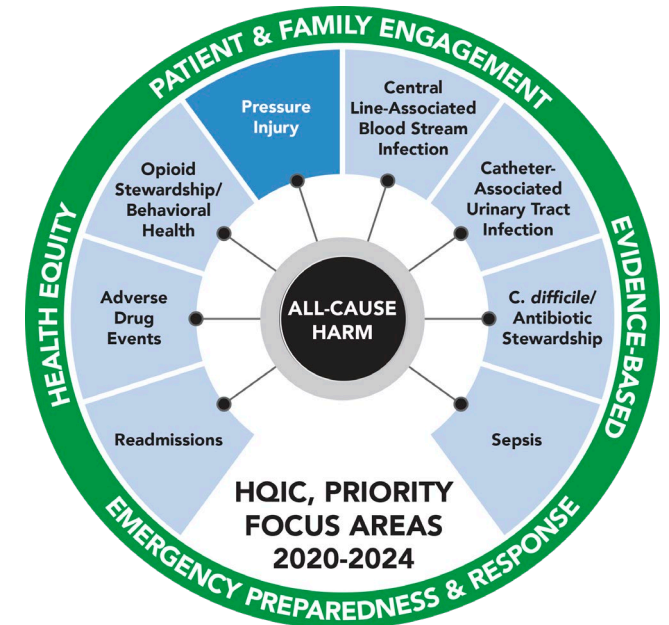 PATIENT & FAMILY ENGAGEMENT
Pressure
Injury
Central
Line-Associated
Blood Stream
Infection
Opioid
Stewardship/
Behavioral
Health
Catheter-
Associated
Urinary Tract
Infection
HEALTH EQUITY
EVIDENCE-BASED
Adverse
Drug
Events
ALL-CAUSE
HARM
C. difficile/
Antibiotic
Stewardship
Readmissions
Sepsis
HQIC, PRIORITY
FOCUS AREAS
2020-2024
EMERGENCY PREPAREDNESS & RESPONSE